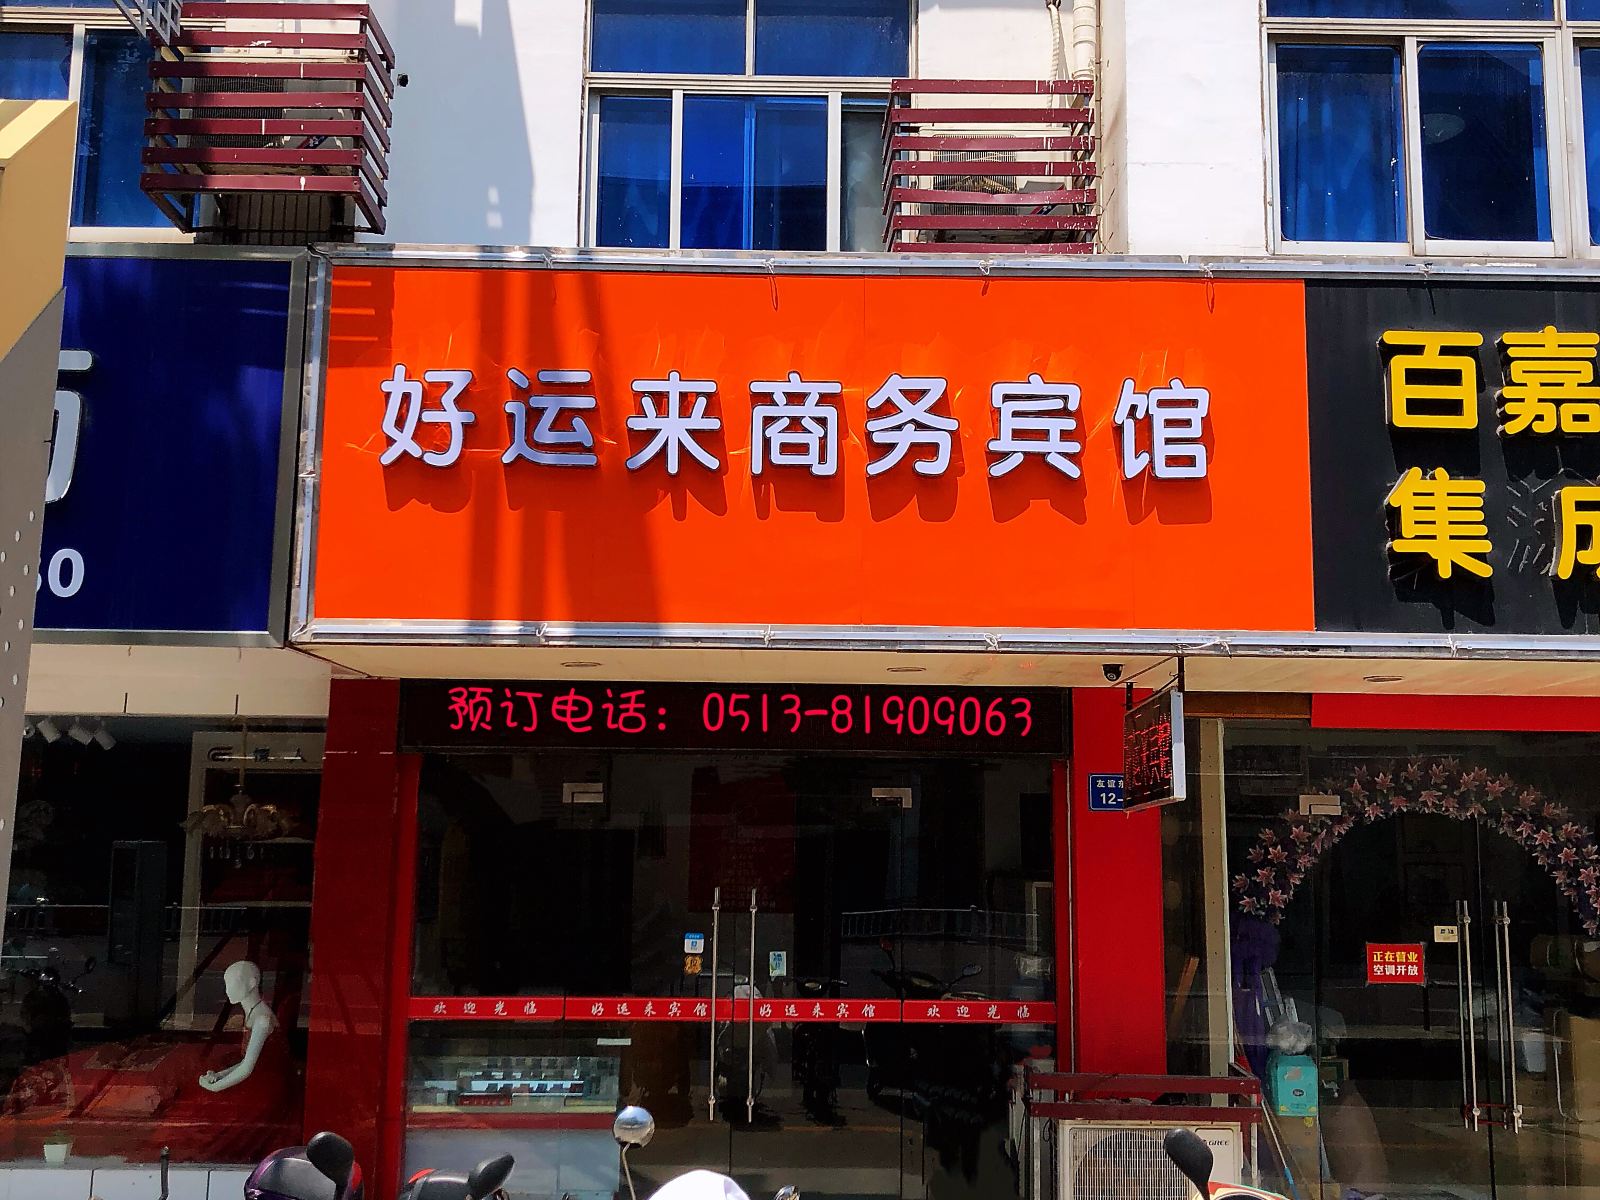 好运来商务宾馆
百嘉
集成
预订电话：0513-81909063
欢迎光临 好运来宾馆 好运来宾馆 欢迎光临
正在营业
空调开放
GREE